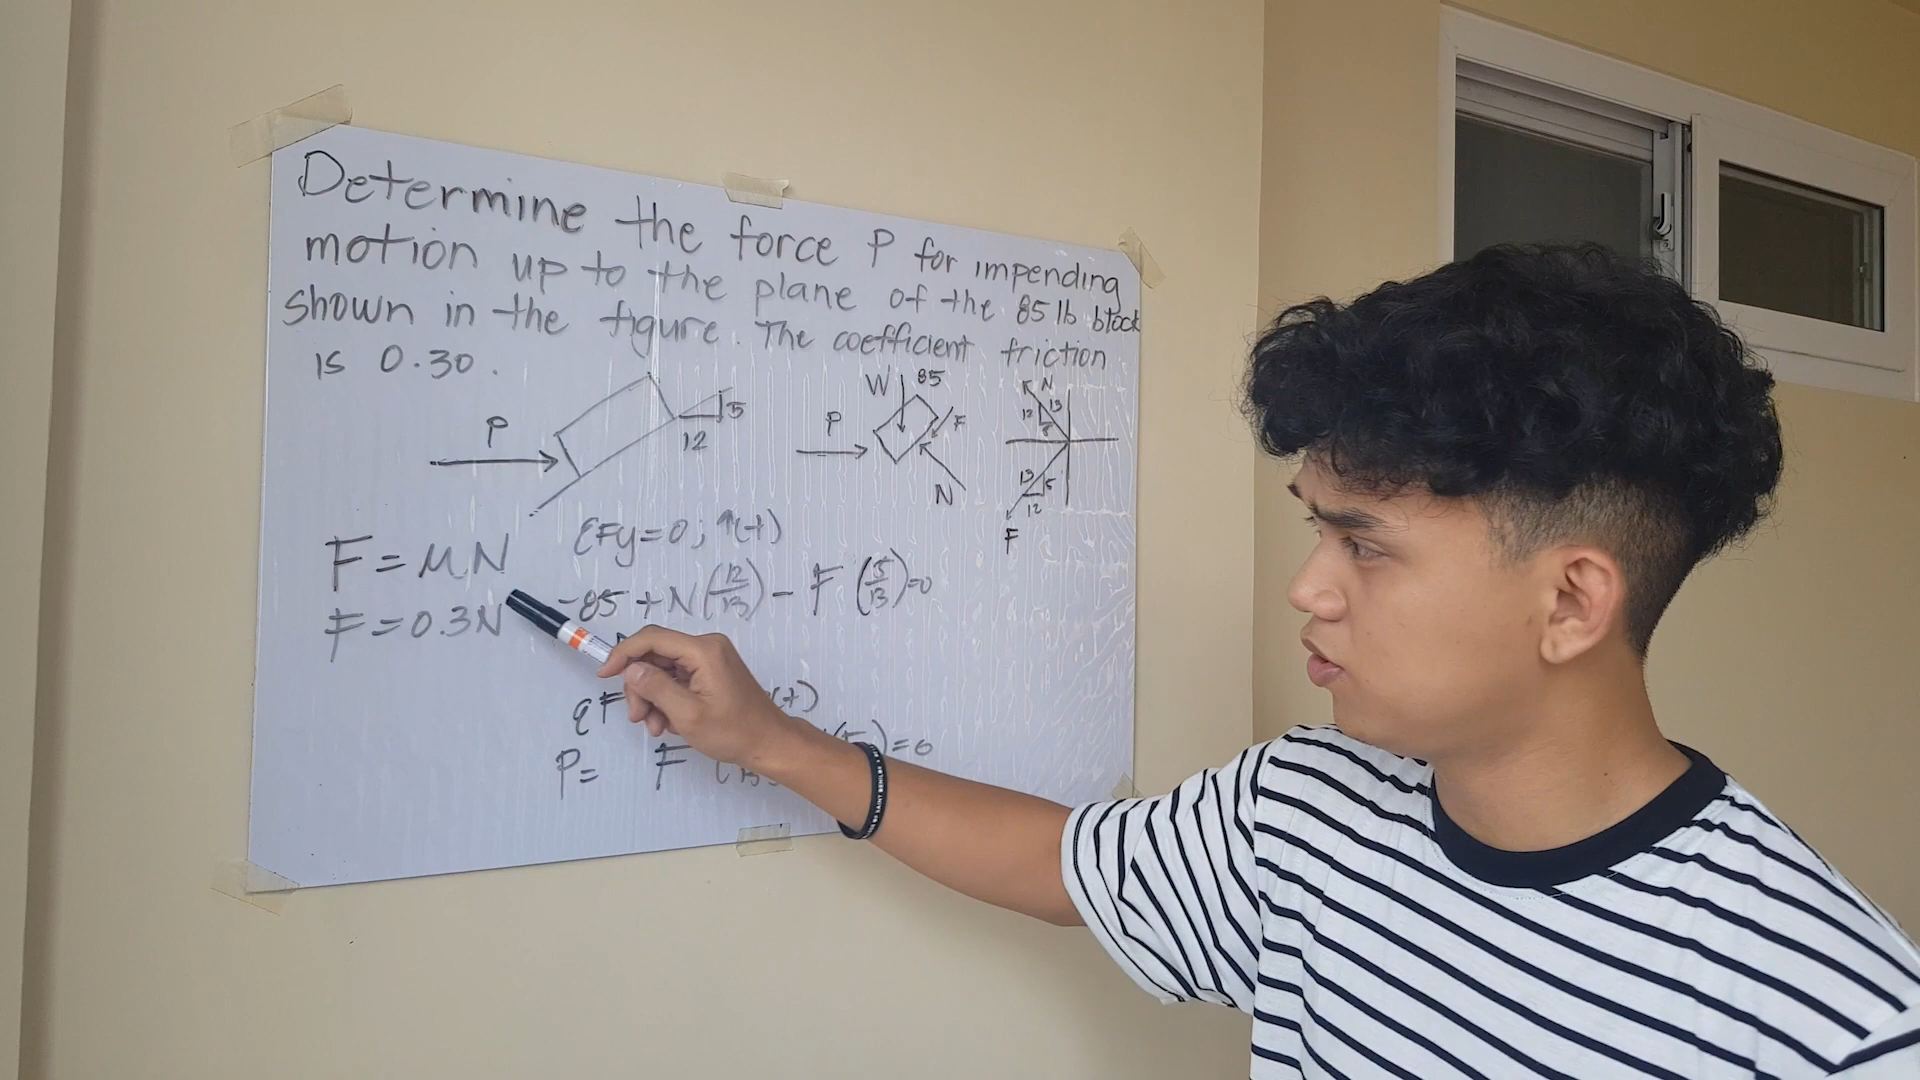 Determine the force P for impending
motion up to the plane of the 85 lb block
shown in the figure. The coefficient friction
is 0.30.
P
5
12
W 85
P
F
N
N
13
12
5
13
5
12
F
F = μN
F = 0.3N
ΣFy = 0; ↑(+)
-85 + N(12/13) - F(5/13) = 0
(+)
P = F
= 0